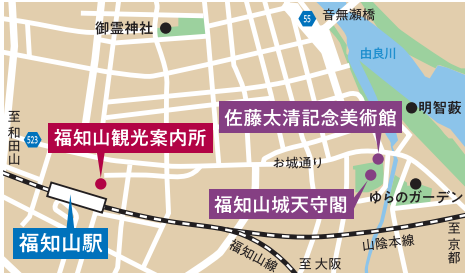 55
音無瀬橋
御霊神社
由良川
至和田山
523
佐藤太清記念美術館
明智藪
福知山観光案内所
お城通り
福知山城天守閣
ゆらのガーデン
福知山駅
福知山線
至大阪
山陰本線
至京都